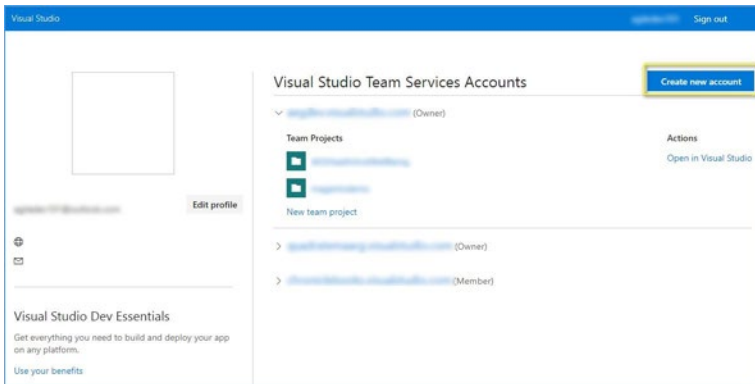 Visual Studio
Sign out
Visual Studio Team Services Accounts
Create new account
(Owner)
Team Projects
Actions
Open in Visual Studio
New team project
Edit profile
(Owner)
(Member)
Visual Studio Dev Essentials
Get everything you need to build and deploy your app
on any platform.
Use your benefits